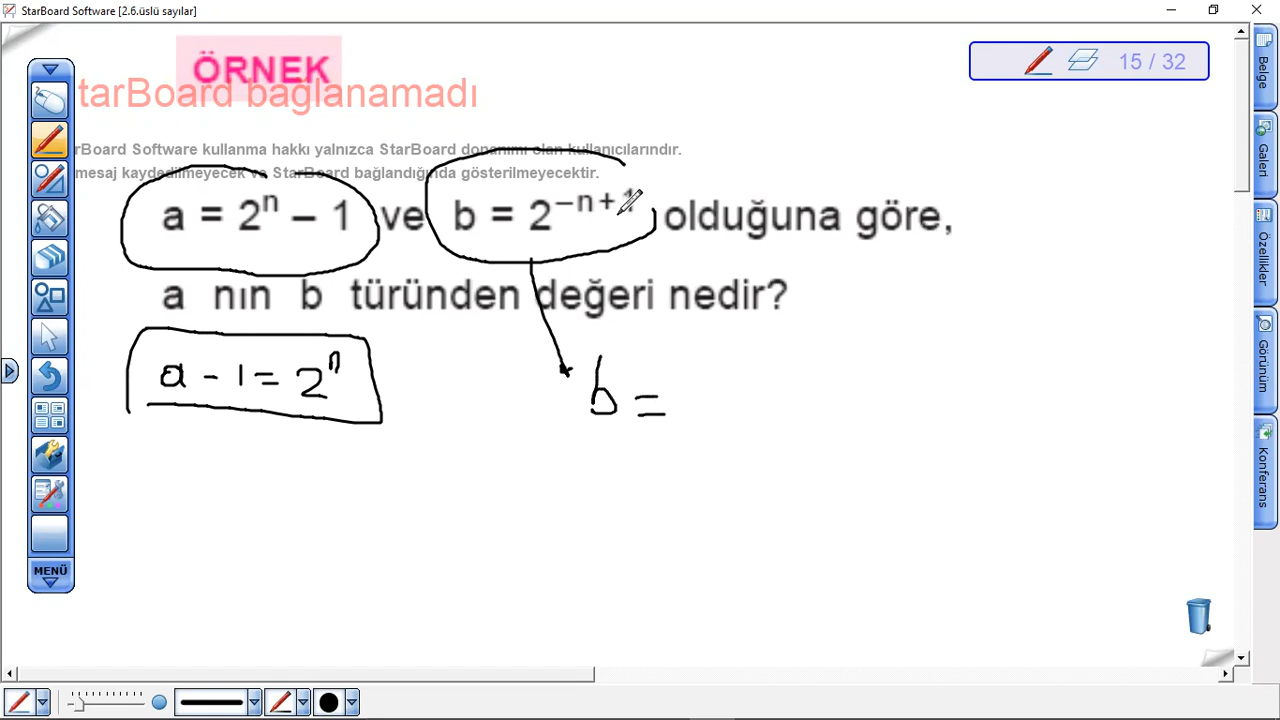 StarBoard Software [2.6.üslü sayılar]
ÖRNEK
tarBoard bağlanamadı
15 / 32
rBoard Software kullanma hakkı yalnızca StarBoard donanımı olan kullanıcılarındır.
mesaj kaydedilmeyecek ve StarBoard bağlandığında gösterilmeyecektir.
a = 2ⁿ – 1 ve b = 2⁻ⁿ⁺¹ olduğuna göre,
a nın b türünden değeri nedir?
a - 1 = 2ⁿ
b =
MENÜ
Belge
Galeri
Özellikler
Görünüm
Konferans